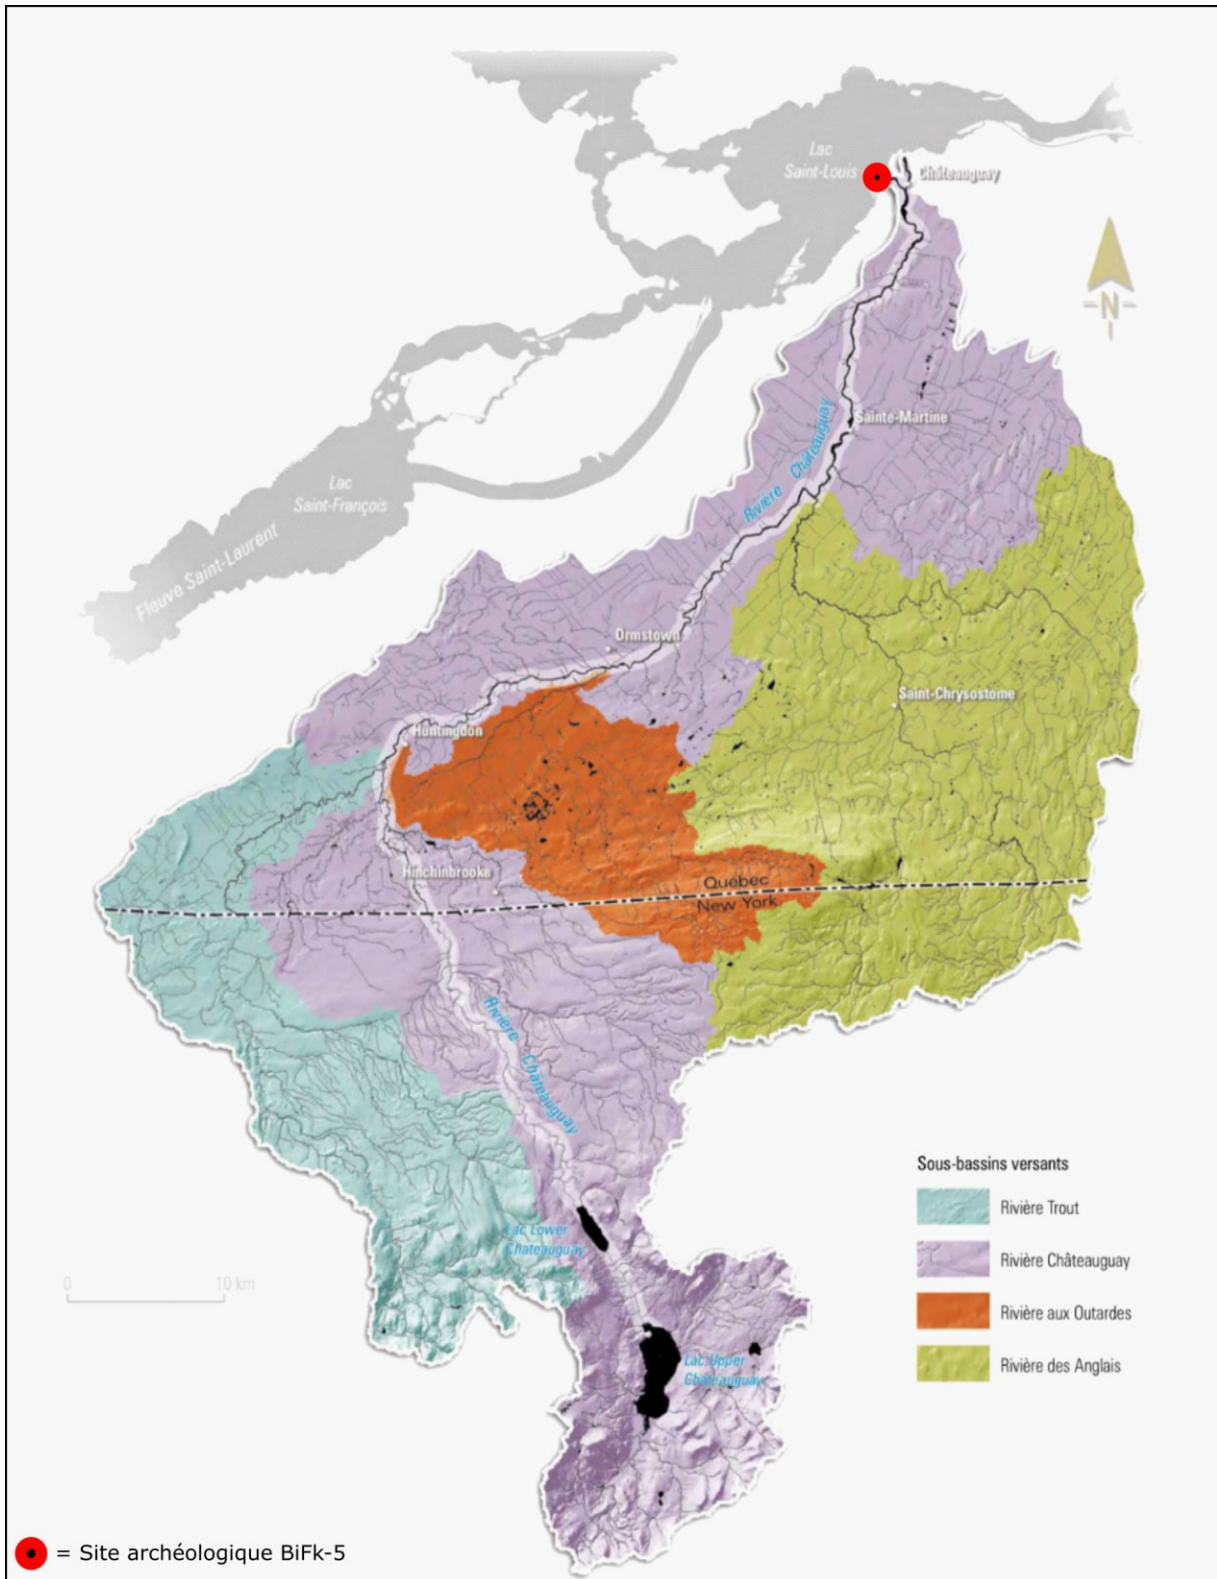 Lac
Saint-Louis
Châteauguay
N
Sainte-Martine
Rivière Châteauguay
Lac
Saint-François
Fleuve Saint-Laurent
Ormstown
Saint-Chrysostome
Huntingdon
Hinchinbrooke
Québec
New York
Rivière Châteauguay
Sous-bassins versants
Rivière Trout
Lac Lower
Chateauguay
Rivière Châteauguay
0 10 km
Rivière aux Outardes
Lac Upper
Chateauguay
Rivière des Anglais
= Site archéologique BiFk-5